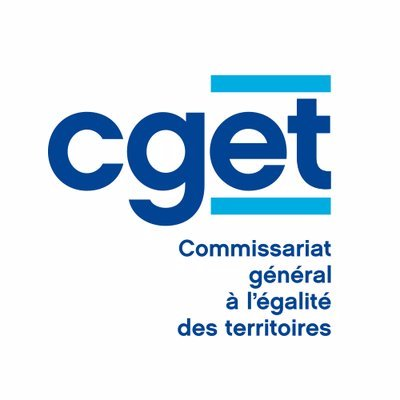 cget
Commissariat
général
à l'égalité
des territoires